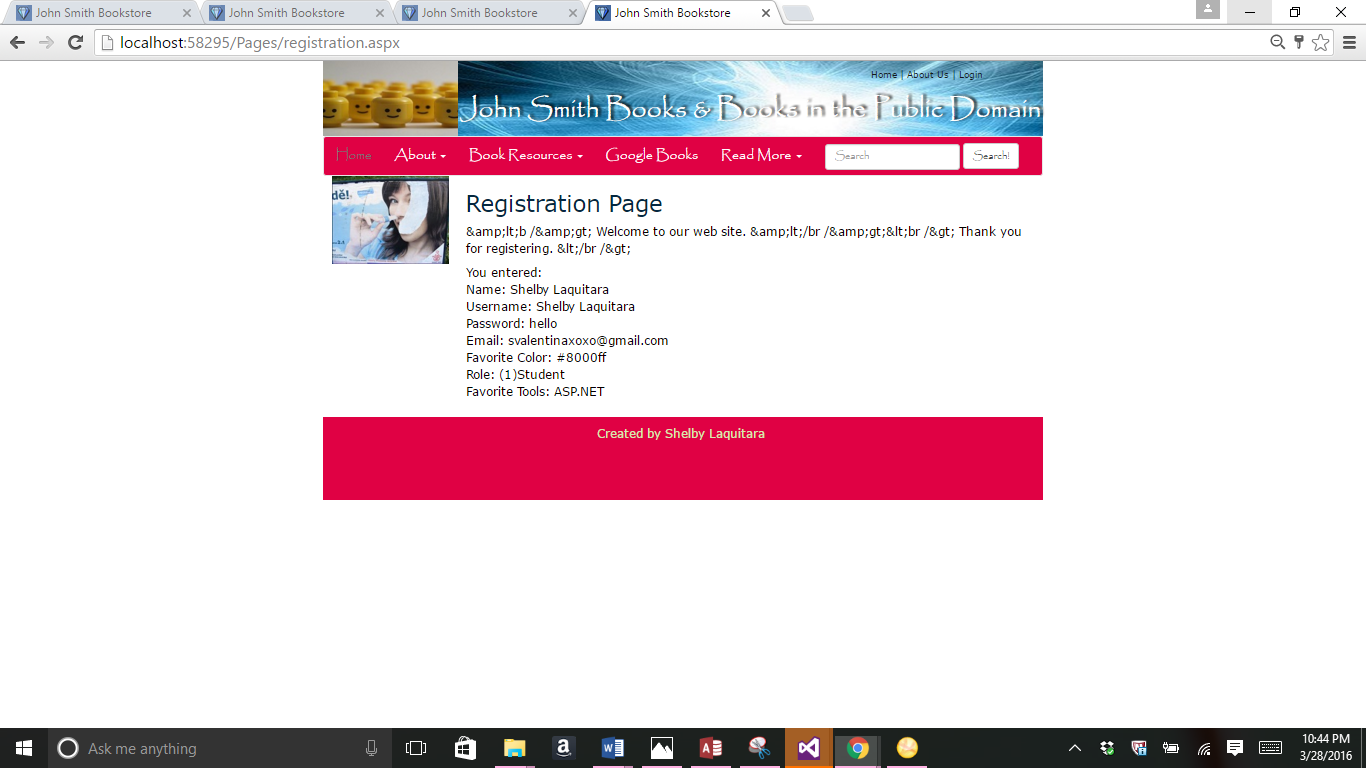 John Smith Bookstore
John Smith Bookstore
John Smith Bookstore
John Smith Bookstore
localhost:58295/Pages/registration.aspx
Home | About Us | Login
John Smith Books & Books in the Public Domain
Home About Book Resources Google Books Read More Search Search!
dě!
Registration Page
&amp;lt;b /&amp;gt; Welcome to our web site. &amp;lt;/br /&amp;gt;&lt;br /&gt; Thank you
for registering. &lt;/br /&gt;
You entered:
Name: Shelby Laquitara
Username: Shelby Laquitara
Password: hello
Email: svalentinaxoxo@gmail.com
Favorite Color: #8000ff
Role: (1)Student
Favorite Tools: ASP.NET
Created by Shelby Laquitara
Ask me anything
10:44 PM
3/28/2016